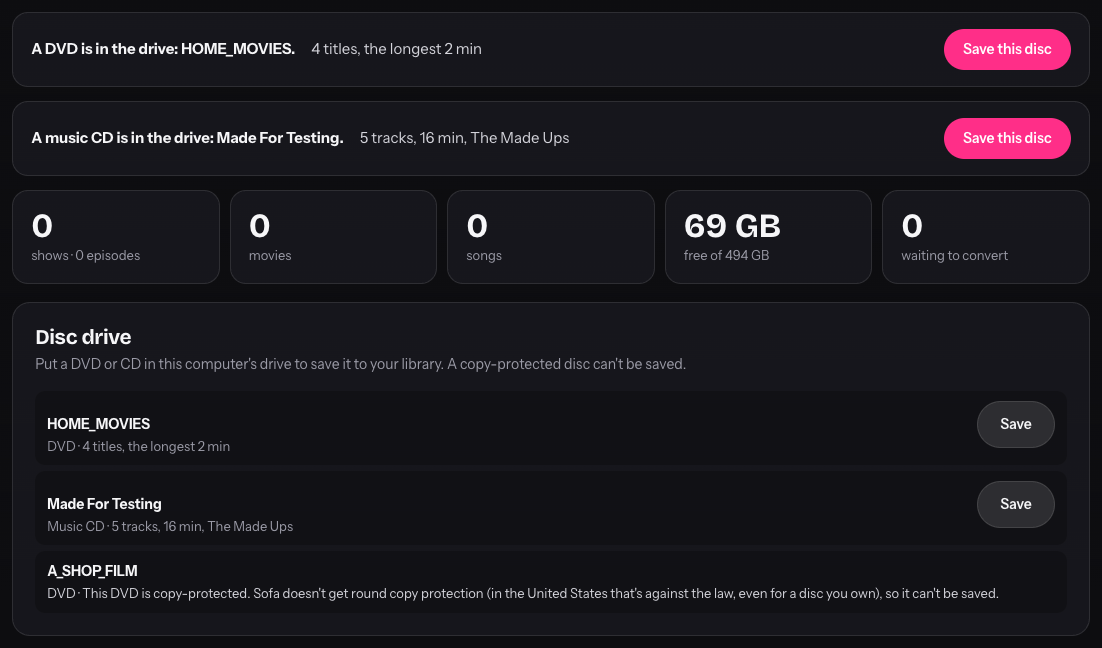 A DVD is in the drive: HOME_MOVIES. 4 titles, the longest 2 min
Save this disc
A music CD is in the drive: Made For Testing. 5 tracks, 16 min, The Made Ups
Save this disc
0
shows · 0 episodes
0
movies
0
songs
69 GB
free of 494 GB
0
waiting to convert
Disc drive
Put a DVD or CD in this computer's drive to save it to your library. A copy-protected disc can't be saved.
HOME_MOVIES
DVD · 4 titles, the longest 2 min
Save
Made For Testing
Music CD · 5 tracks, 16 min, The Made Ups
Save
A_SHOP_FILM
DVD · This DVD is copy-protected. Sofa doesn't get round copy protection (in the United States that's against the law, even for a disc you own), so it can't be saved.